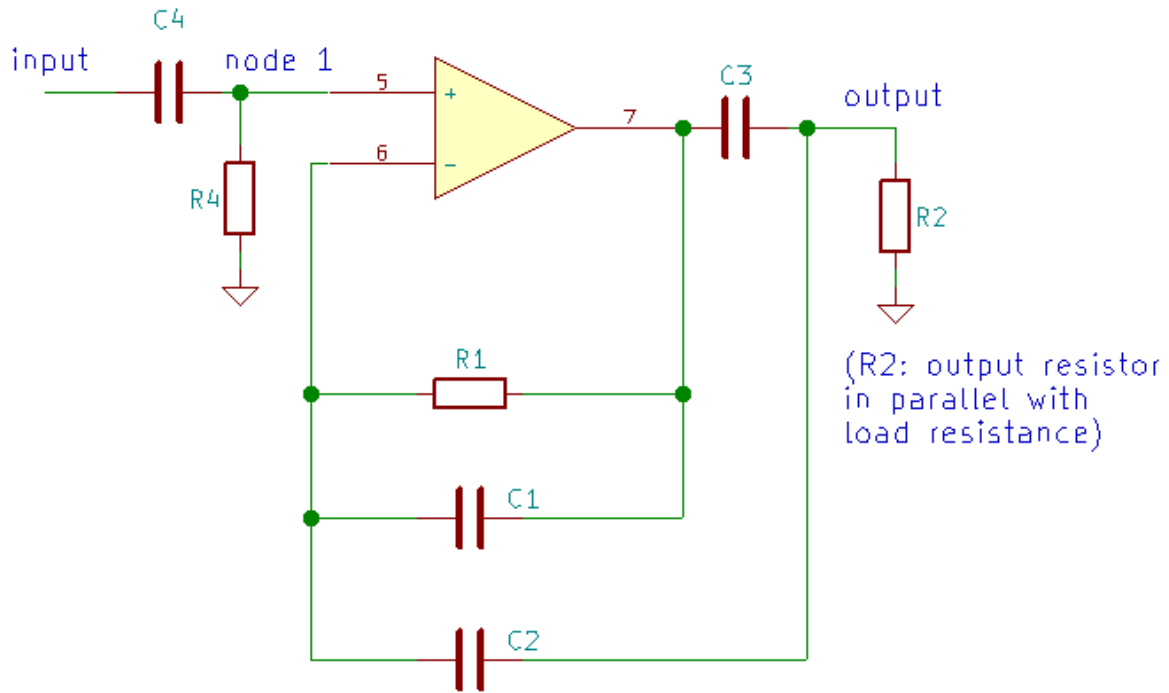 C4
input
node 1
5
+
6
−
7
C3
output
R4
R2
R1
(R2: output resistor
in parallel with
load resistance)
C1
C2